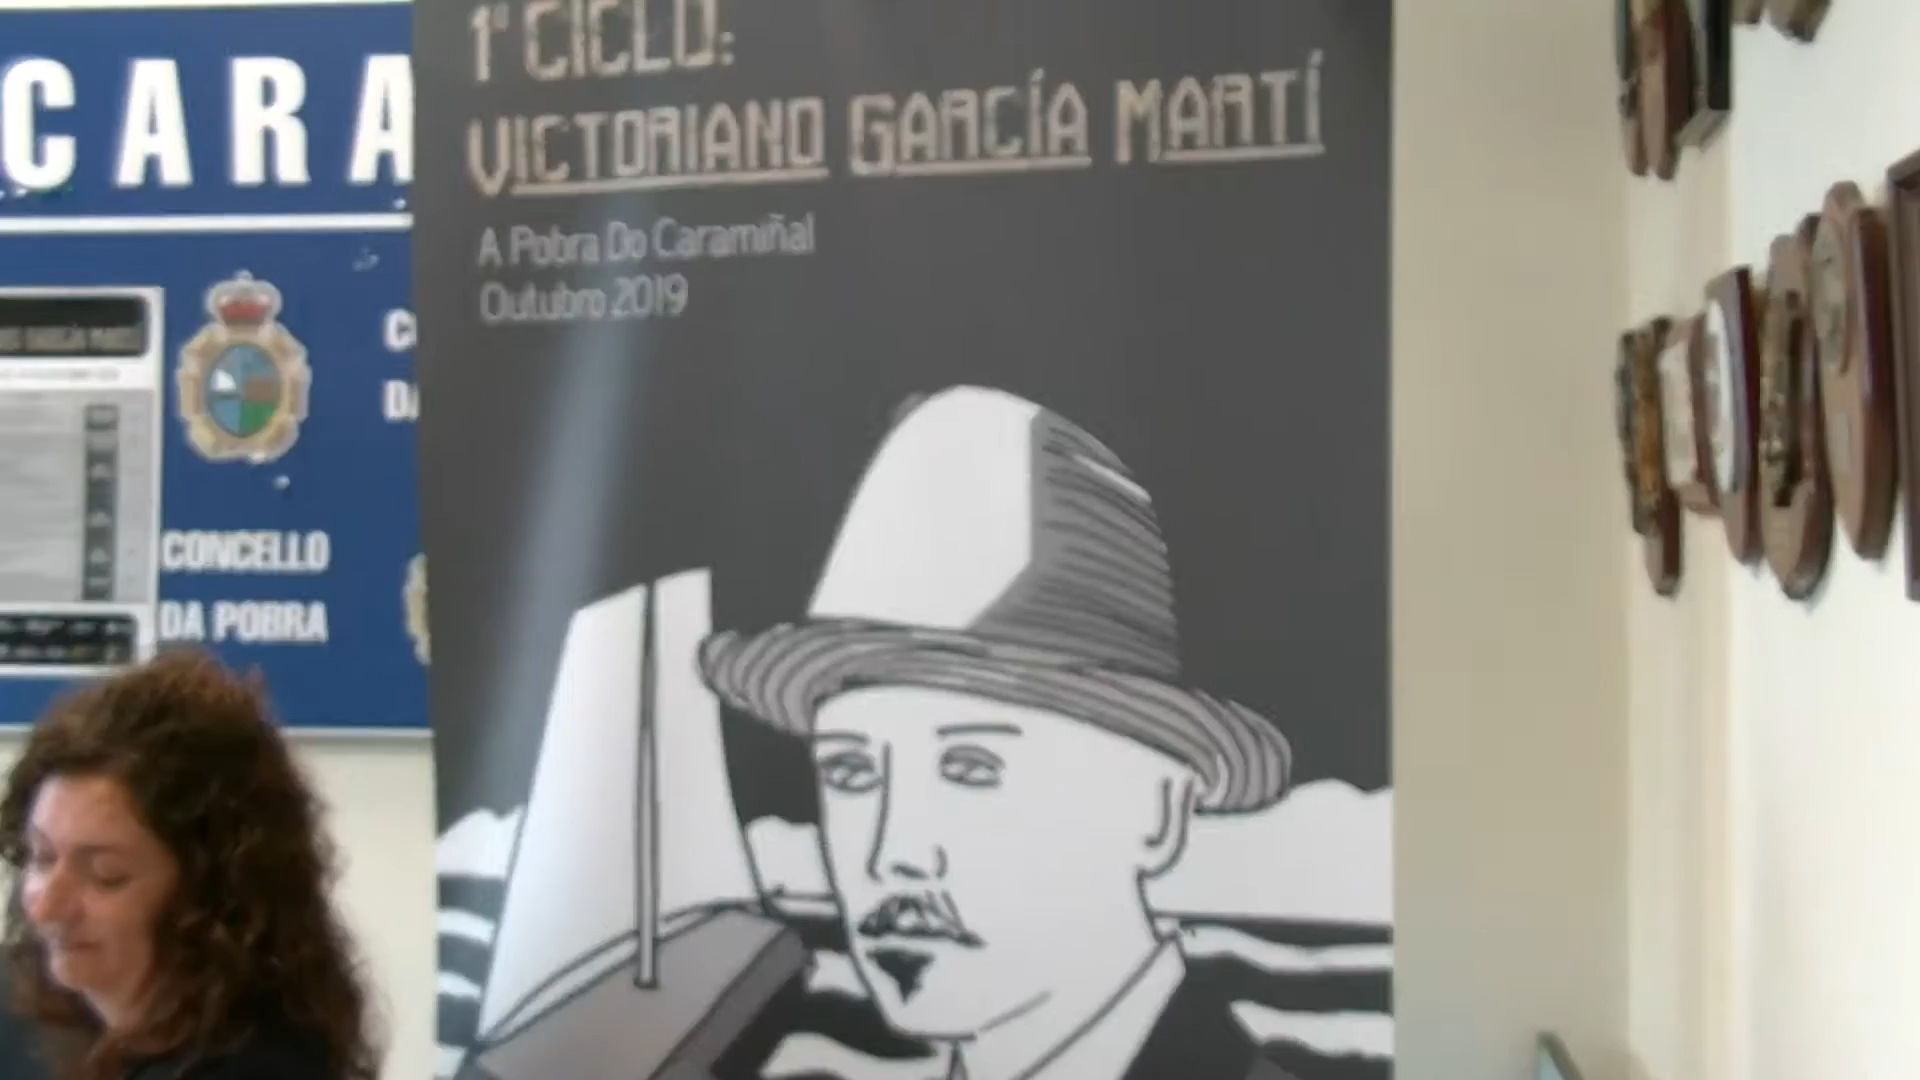 CARA
1º CICLO:
VICTORIANO GARCÍA MARTÍ
A Pobra Do Caramiñal
Outubro 2019
CONCELLO
DA POBRA